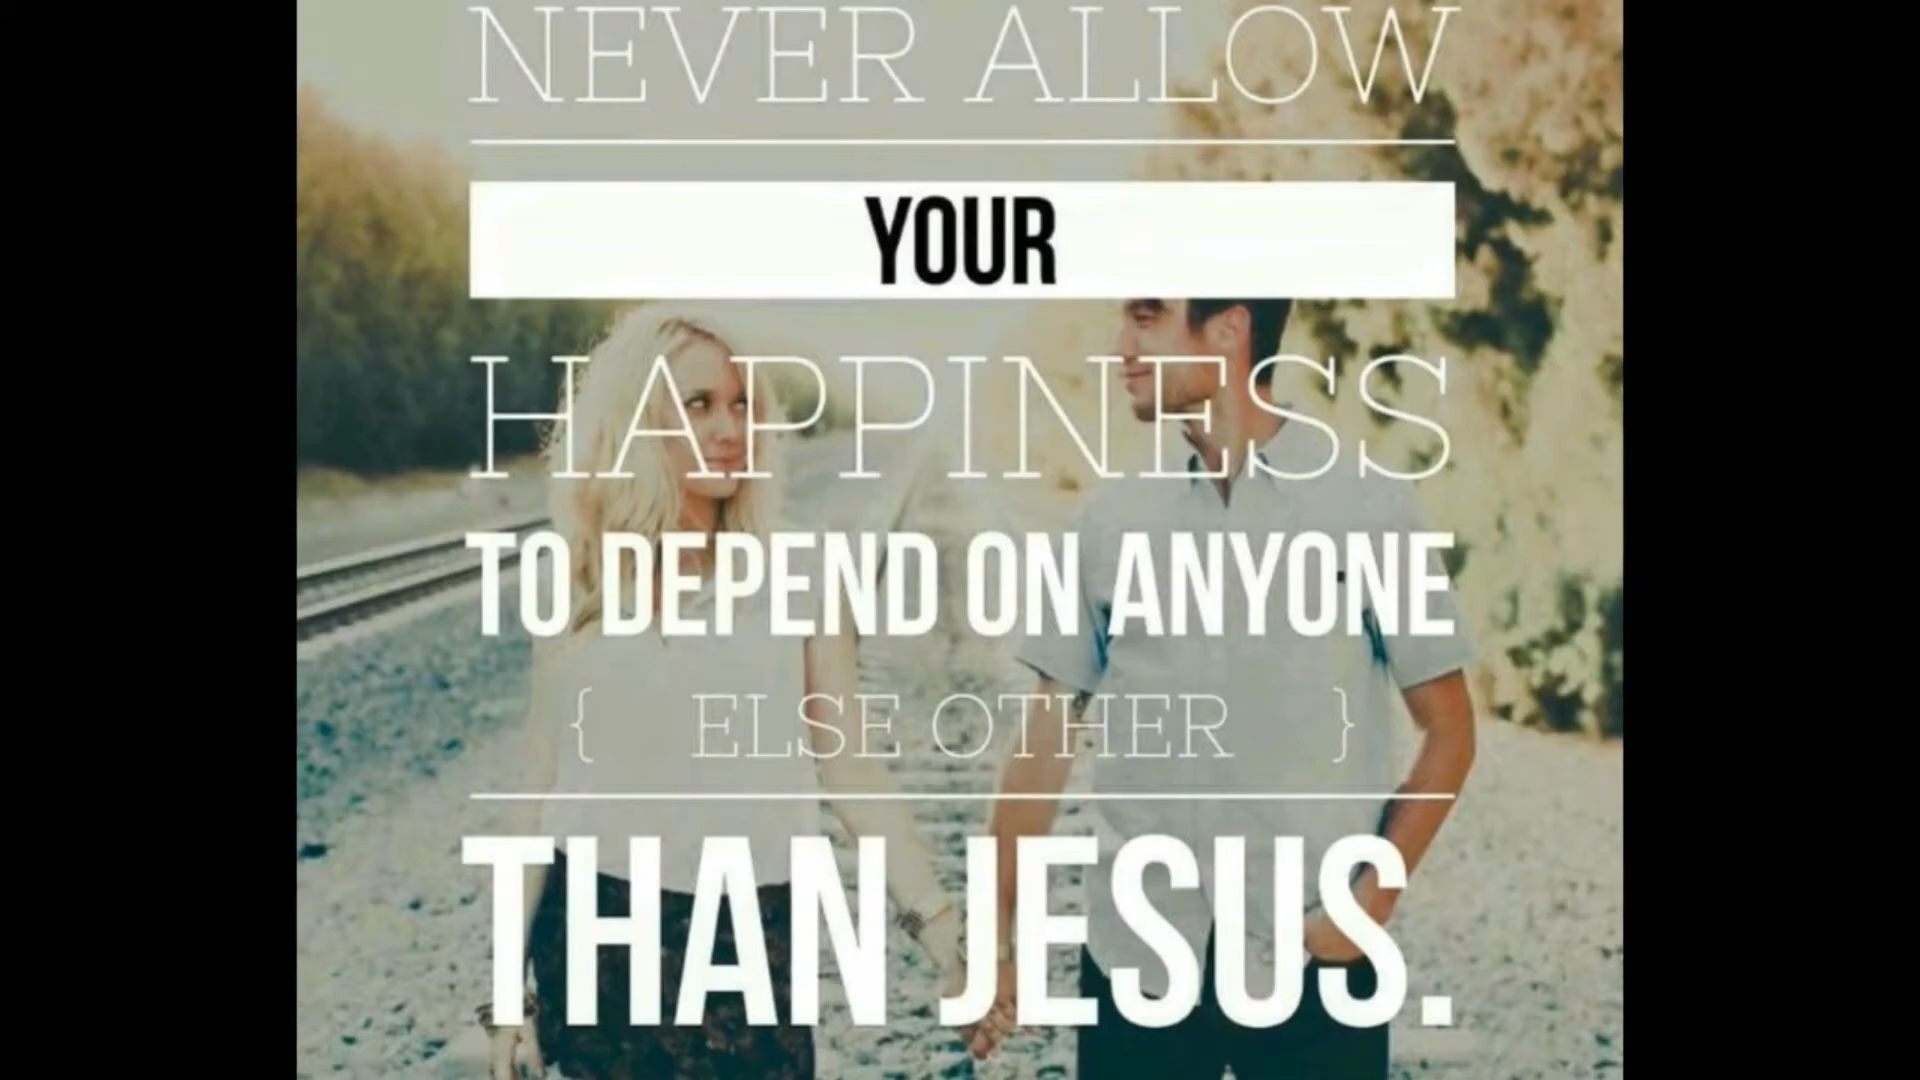 NEVER ALLOW
YOUR
HAPPINESS
TO DEPEND ON ANYONE
{ ELSE OTHER }
THAN JESUS.